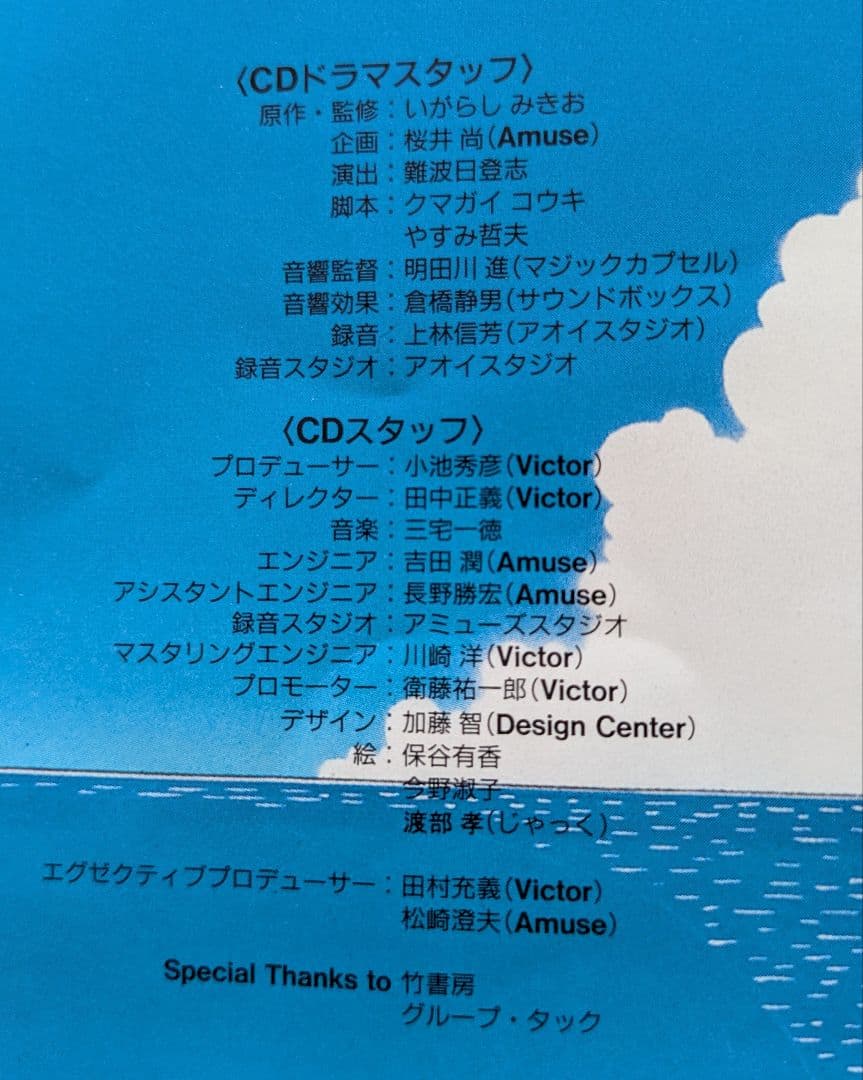 〈CDドラマスタッフ〉
原作・監修：いがらし みきお
企画：桜井 尚(Amuse)
演出：難波日登志
脚本：クマガイ コウキ
やすみ哲夫
音響監督：明田川 進(マジックカプセル)
音響効果：倉橋静男(サウンドボックス)
録音：上林信芳(アオイスタジオ)
録音スタジオ：アオイスタジオ
〈CDスタッフ〉
プロデューサー：小池秀彦(Victor)
ディレクター：田中正義(Victor)
音楽：三宅一徳
エンジニア：吉田 潤(Amuse)
アシスタントエンジニア：長野勝宏(Amuse)
録音スタジオ：アミューズスタジオ
マスタリングエンジニア：川崎 洋(Victor)
プロモーター：衛藤祐一郎(Victor)
デザイン：加藤 智(Design Center)
絵：保谷有香
今野淑子
渡部 孝(じゃっく)
エグゼクティブプロデューサー：田村充義(Victor)
松崎澄夫(Amuse)
Special Thanks to 竹書房
グループ・タック